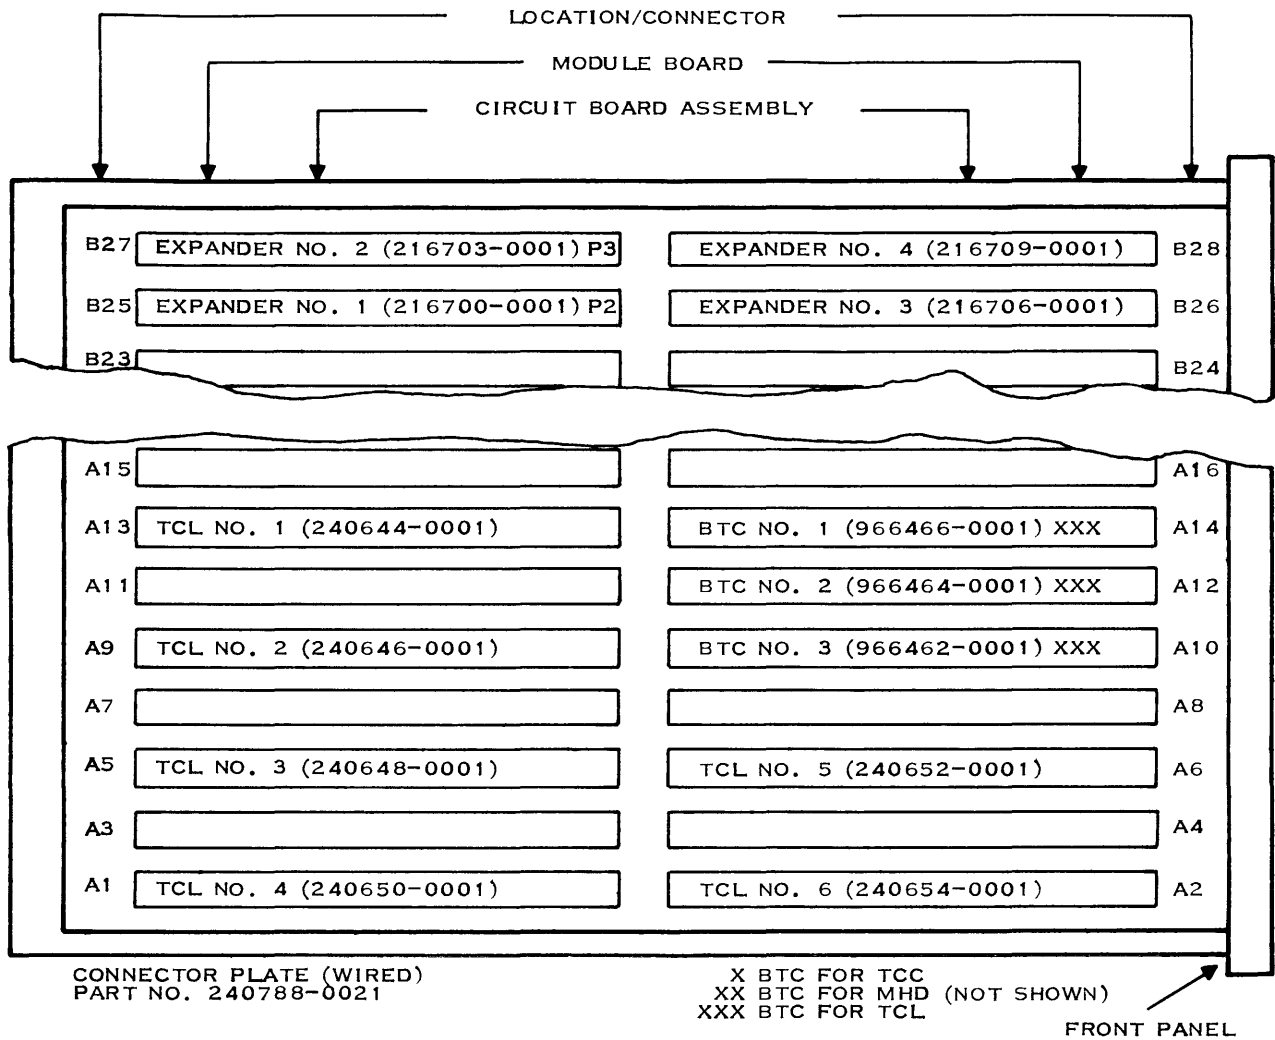 LOCATION/CONNECTOR
MODULE BOARD
CIRCUIT BOARD ASSEMBLY
B27 EXPANDER NO. 2 (216703-0001) P3 EXPANDER NO. 4 (216709-0001) B28
B25 EXPANDER NO. 1 (216700-0001) P2 EXPANDER NO. 3 (216706-0001) B26
B23 B24
A15 A16
A13 TCL NO. 1 (240644-0001) BTC NO. 1 (966466-0001) XXX A14
A11 BTC NO. 2 (966464-0001) XXX A12
A9 TCL NO. 2 (240646-0001) BTC NO. 3 (966462-0001) XXX A10
A7 A8
A5 TCL NO. 3 (240648-0001) TCL NO. 5 (240652-0001) A6
A3 A4
A1 TCL NO. 4 (240650-0001) TCL NO. 6 (240654-0001) A2
CONNECTOR PLATE (WIRED)
PART NO. 240788-0021
X BTC FOR TCC
XX BTC FOR MHD (NOT SHOWN)
XXX BTC FOR TCL
FRONT PANEL